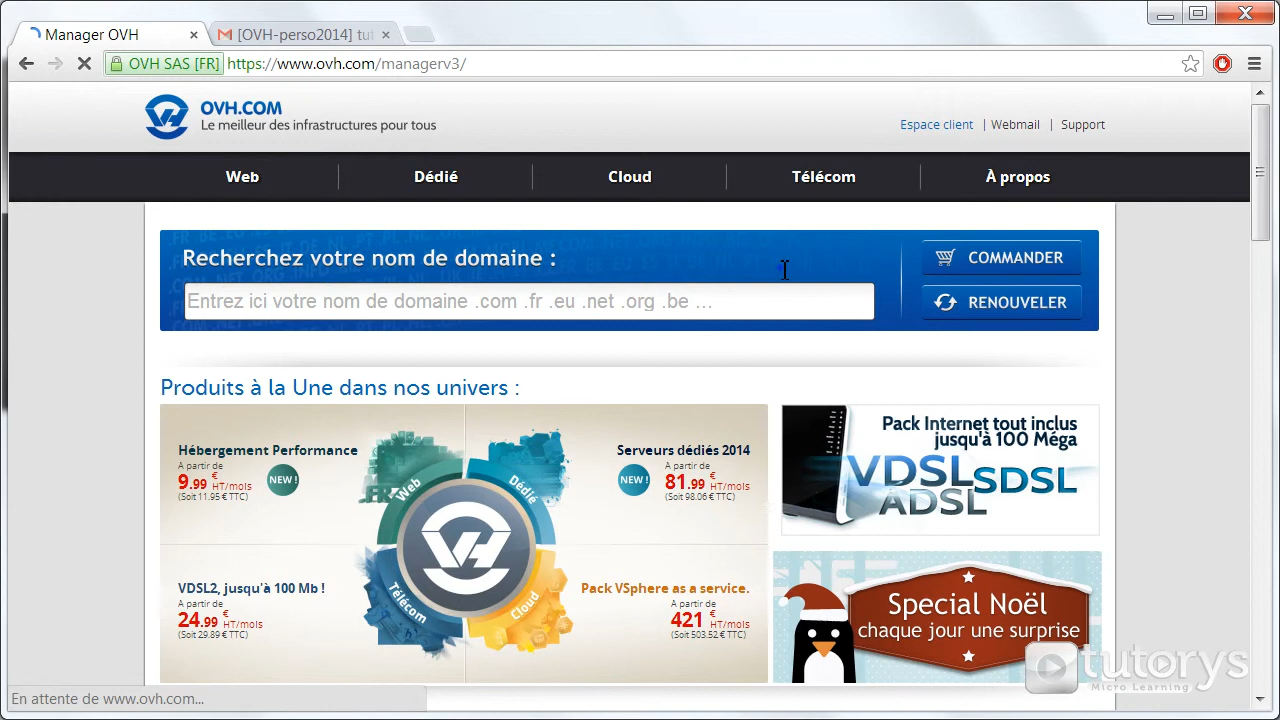 Manager OVH
[OVH-perso2014] tut
OVH SAS [FR]
https://www.ovh.com/managerv3/
OVH.COM
Le meilleur des infrastructures pour tous
Espace client | Webmail | Support
Web
Dédié
Cloud
Télécom
À propos
Recherchez votre nom de domaine :
Entrez ici votre nom de domaine .com .fr .eu .net .org .be ...
COMMANDER
RENOUVELER
Produits à la Une dans nos univers :
Hébergement Performance
A partir de
9.99 € HT/mois
(Soit 11.95 € TTC)
NEW !
Serveurs dédiés 2014
NEW !
A partir de
81.99 € HT/mois
(Soit 98.06 € TTC)
Web
Dédié
Télécom
Cloud
VDSL2, jusqu'à 100 Mb !
A partir de
24.99 € HT/mois
(Soit 29.89 € TTC)
Pack VSphere as a service.
A partir de
421 € HT/mois
(Soit 503.52 € TTC)
Pack Internet tout inclus
jusqu'à 100 Méga
VDSL
SDSL
ADSL
Special Noël
chaque jour une surprise
tutorys
Micro Learning
En attente de www.ovh.com...